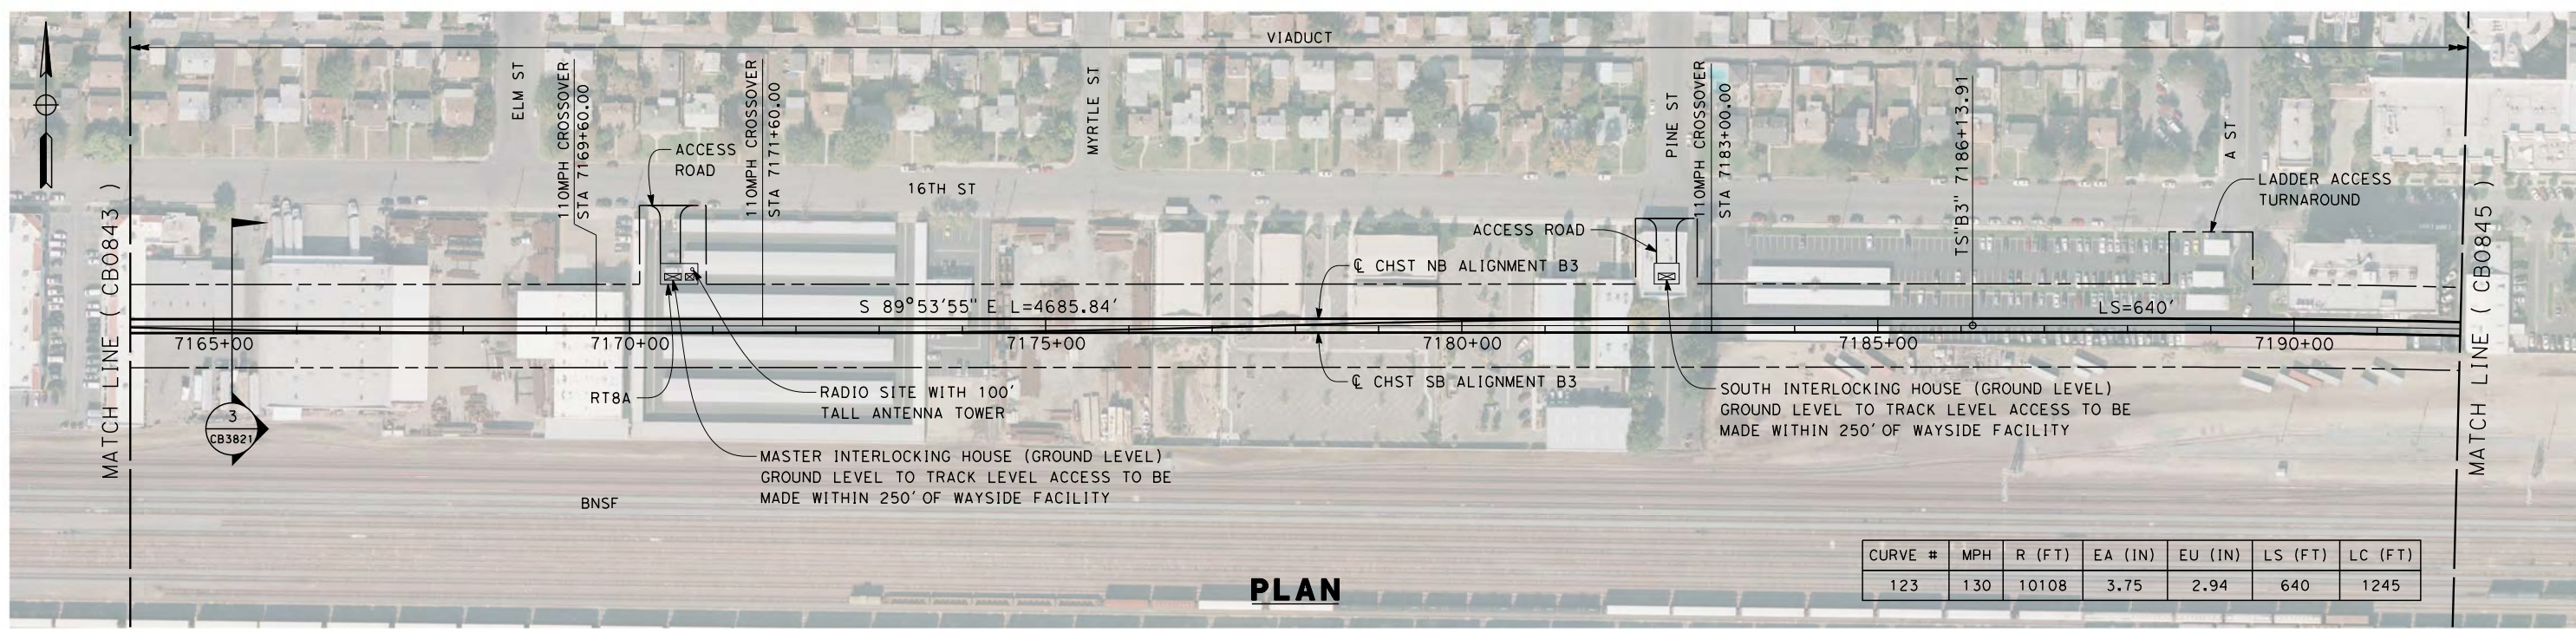 VIADUCT
ELM ST
110MPH CROSSOVER
STA 7169+60.00
110MPH CROSSOVER
STA 7171+60.00
MYRTLE ST
PINE ST
110MPH CROSSOVER
STA 7183+00.00
TS"B3" 7186+13.91
A ST
ACCESS
ROAD
16TH ST
LADDER ACCESS
TURNAROUND
ACCESS ROAD
MATCH LINE ( CB0843 )
MATCH LINE ( CB0845 )
℄ CHST NB ALIGNMENT B3
S 89°53'55" E L=4685.84'
LS=640'
7165+00
7170+00
7175+00
7180+00
7185+00
7190+00
℄ CHST SB ALIGNMENT B3
RT8A
RADIO SITE WITH 100'
TALL ANTENNA TOWER
SOUTH INTERLOCKING HOUSE (GROUND LEVEL)
GROUND LEVEL TO TRACK LEVEL ACCESS TO BE
MADE WITHIN 250' OF WAYSIDE FACILITY
3
CB3821
MASTER INTERLOCKING HOUSE (GROUND LEVEL)
GROUND LEVEL TO TRACK LEVEL ACCESS TO BE
MADE WITHIN 250' OF WAYSIDE FACILITY
BNSF
CURVE # MPH R (FT) EA (IN) EU (IN) LS (FT) LC (FT)
123 130 10108 3.75 2.94 640 1245
PLAN